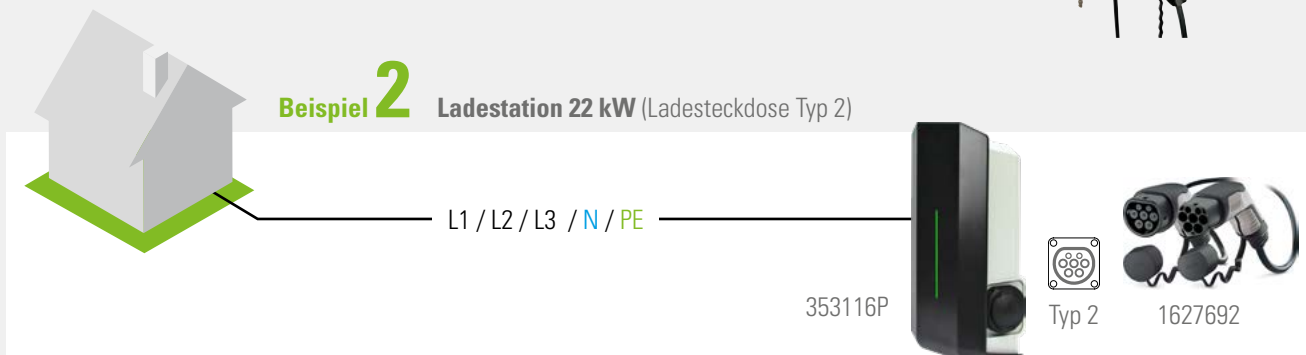 Beispiel 2 Ladestation 22 kW (Ladesteckdose Typ 2)
L1 / L2 / L3 / N / PE
353116P
Typ 2
1627692